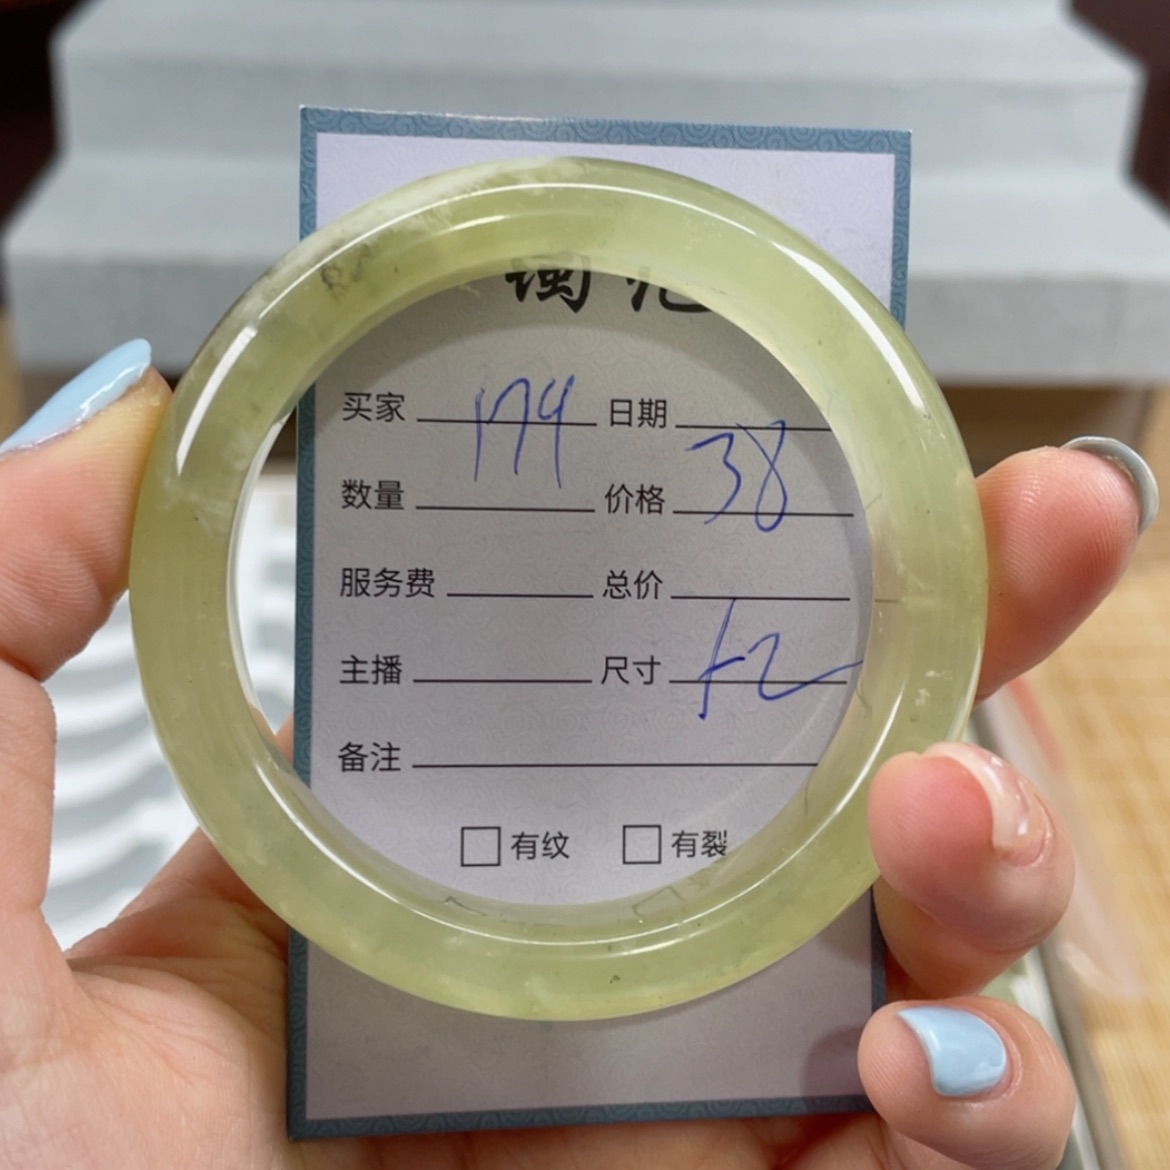 买家 179 日期
数量 价格 38
服务费 总价
主播 尺寸 52
备注
□ 有纹 □ 有裂